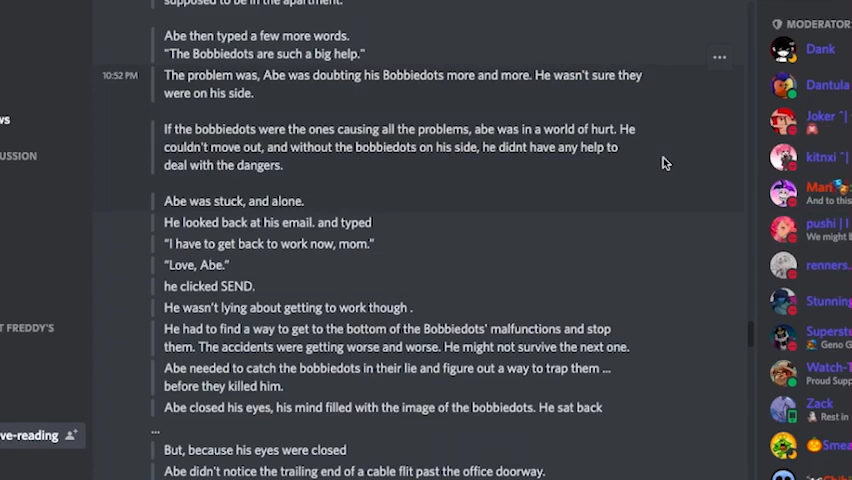 supposed to be in the apartment.
Abe then typed a few more words.
"The Bobbiedots are such a big help."
10:52 PM
The problem was, Abe was doubting his Bobbiedots more and more. He wasn't sure they
were on his side.
If the bobbiedots were the ones causing all the problems, abe was in a world of hurt. He
couldn't move out, and without the bobbiedots on his side, he didnt have any help to
deal with the dangers.
Abe was stuck, and alone.
He looked back at his email. and typed
"I have to get back to work now, mom."
"Love, Abe."
he clicked SEND.
He wasn't lying about getting to work though .
He had to find a way to get to the bottom of the Bobbiedots' malfunctions and stop
them. The accidents were getting worse and worse. He might not survive the next one.
Abe needed to catch the bobbiedots in their lie and figure out a way to trap them ...
before they killed him.
Abe closed his eyes, his mind filled with the image of the bobbiedots. He sat back
...
But, because his eyes were closed
Abe didn't notice the trailing end of a cable flit past the office doorway.
ws
USSION
T FREDDY'S
ve-reading
MODERATOR
Dank
Dantula
Joker ^|
kitnxi ~|
Mari
And to this
pushi | I
We might b
renners.
Stunning
Superst
Geno G
Watch-T
Proud Supp
Zack
Rest in
Smea